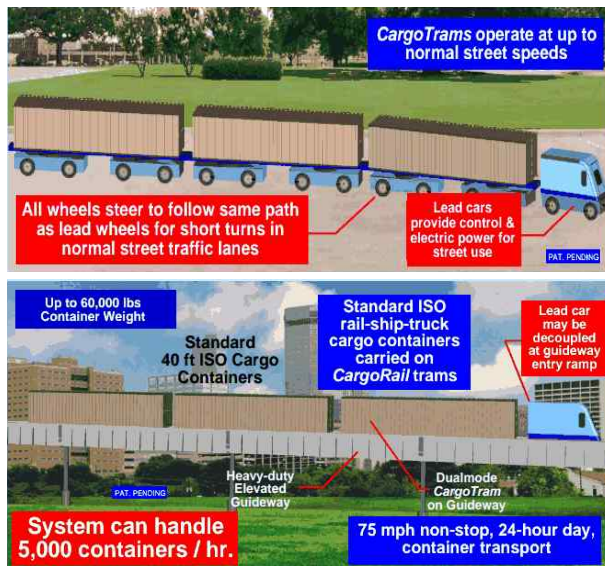 CargoTrams operate at up to
normal street speeds
All wheels steer to follow same path
as lead wheels for short turns in
normal street traffic lanes
Lead cars
provide control &
electric power for
street use
PAT. PENDING
Up to 60,000 lbs
Container Weight
Standard
40 ft ISO Cargo
Containers
Standard ISO
rail-ship-truck
cargo containers
carried on
CargoRail trams
Lead car
may be
decoupled
at guideway
entry ramp
Heavy-duty
Elevated
Guideway
Dualmode
CargoTram
on Guideway
PAT. PENDING
System can handle
5,000 containers / hr.
75 mph non-stop, 24-hour day,
container transport